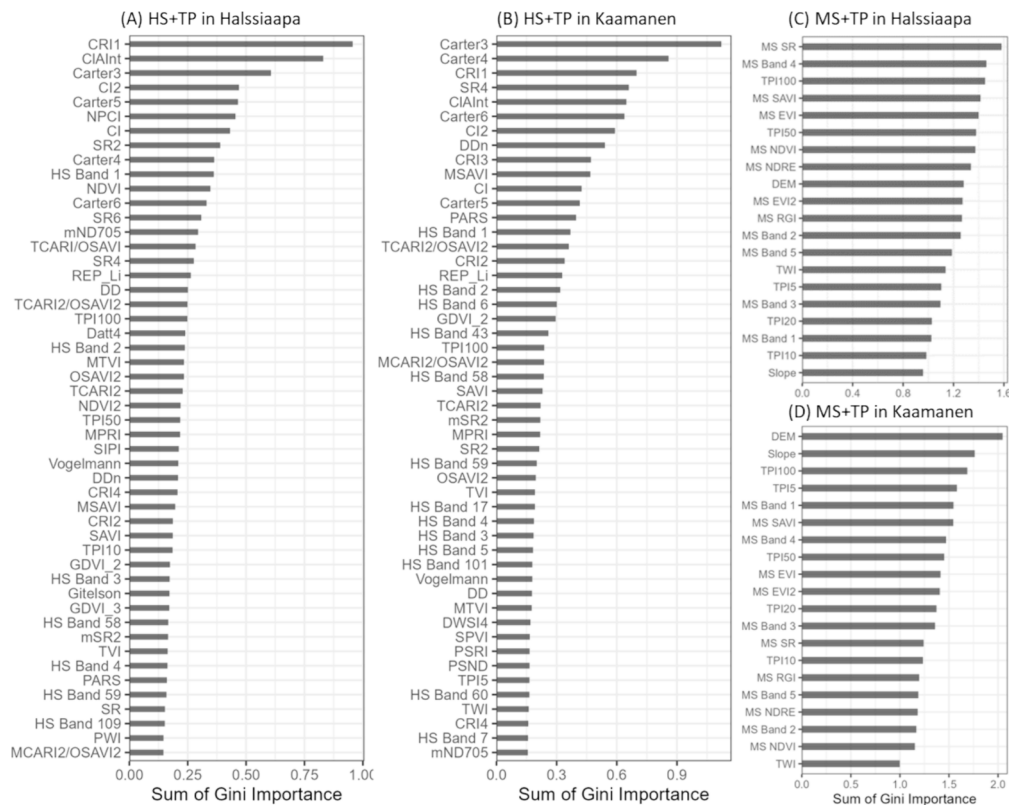 (A) HS+TP in Halssiaapa
CRI1
ClAInt
Carter3
CI2
Carter5
NPCI
CI
SR2
Carter4
HS Band 1
NDVI
Carter6
SR6
mND705
TCARI/OSAVI
SR4
REP_Li
DD
TCARI2/OSAVI2
TPI100
Datt4
HS Band 2
MTVI
OSAVI2
TCARI2
NDVI2
TPI50
MPRI
SIPI
Vogelmann
DDn
CRI4
MSAVI
CRI2
SAVI
TPI10
GDVI_2
HS Band 3
Gitelson
GDVI_3
HS Band 58
mSR2
TVI
HS Band 4
PARS
HS Band 59
SR
HS Band 109
PWI
MCARI2/OSAVI2
0.00 0.25 0.50 0.75 1.00
Sum of Gini Importance
(B) HS+TP in Kaamanen
Carter3
Carter4
CRI1
SR4
ClAInt
Carter6
CI2
DDn
CRI3
MSAVI
CI
Carter5
PARS
HS Band 1
TCARI2/OSAVI2
CRI2
REP_Li
HS Band 2
HS Band 6
GDVI_2
HS Band 43
TPI100
MCARI2/OSAVI2
HS Band 58
SAVI
TCARI2
mSR2
MPRI
SR2
HS Band 59
OSAVI2
TVI
HS Band 17
HS Band 4
HS Band 3
HS Band 5
HS Band 101
Vogelmann
DD
MTVI
DWSI4
SPVI
PSRI
PSND
TPI5
HS Band 60
TWI
CRI4
HS Band 7
mND705
0.0 0.3 0.6 0.9
Sum of Gini Importance
(C) MS+TP in Halssiaapa
MS SR
MS Band 4
TPI100
MS SAVI
MS EVI
TPI50
MS NDVI
MS NDRE
DEM
MS EVI2
MS RGI
MS Band 2
MS Band 5
TWI
TPI5
MS Band 3
TPI20
MS Band 1
TPI10
Slope
0.0 0.4 0.8 1.2 1.6
(D) MS+TP in Kaamanen
DEM
Slope
TPI100
TPI5
MS Band 1
MS SAVI
MS Band 4
TPI50
MS EVI
MS EVI2
TPI20
MS Band 3
MS SR
TPI10
MS RGI
MS Band 5
MS NDRE
MS Band 2
MS NDVI
TWI
0.0 0.5 1.0 1.5 2.0
Sum of Gini Importance